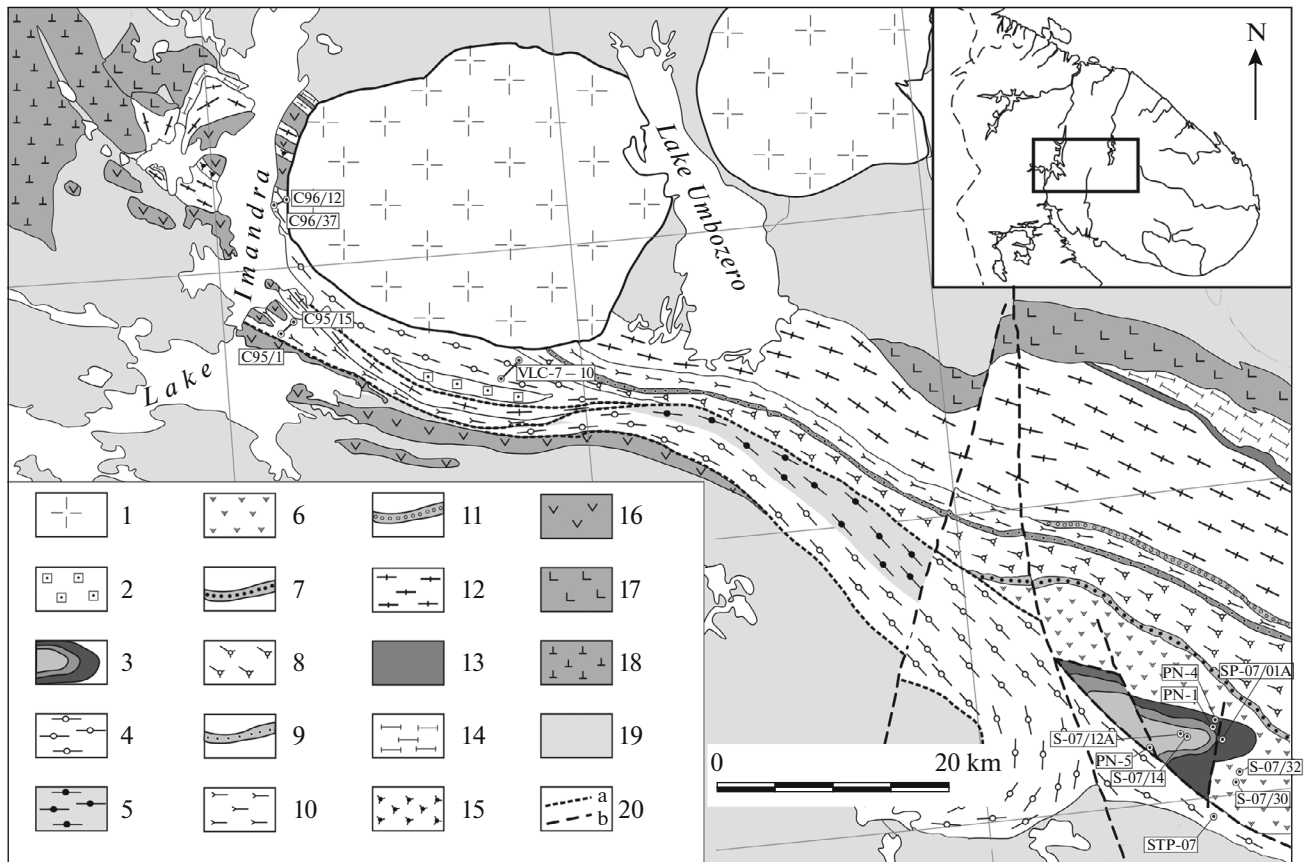 N
Lake Umbozero
Lake Imandra
C96/12
C96/37
C95/15
C95/1
VLC-7 – 10
PN-4
SP-07/01A
PN-1
S-07/12A
PN-5
S-07/14
S-07/32
S-07/30
STP-07
0 20 km
1 6 11 16
2 7 12 17
3 8 13 18
4 9 14 19
5 10 15 a b 20